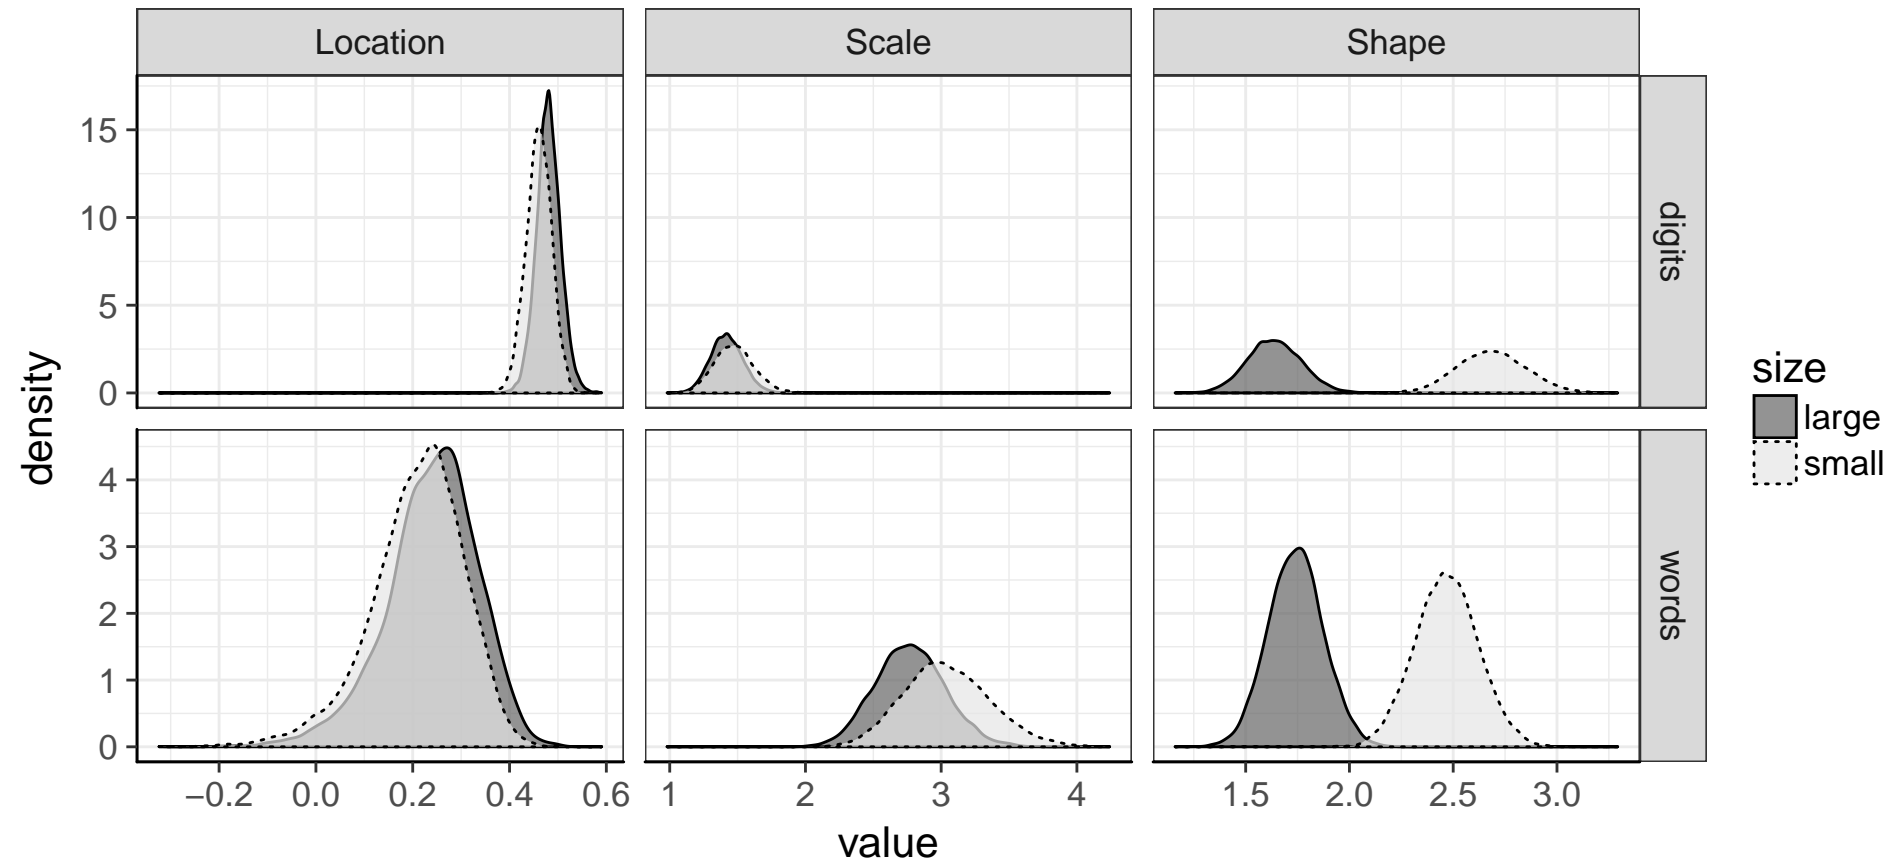 Location Scale Shape
15
10
5
0
digits
density
4
3
2
1
0
words
−0.2 0.0 0.2 0.4 0.6 1 2 3 4 1.5 2.0 2.5 3.0
value
size
large
small